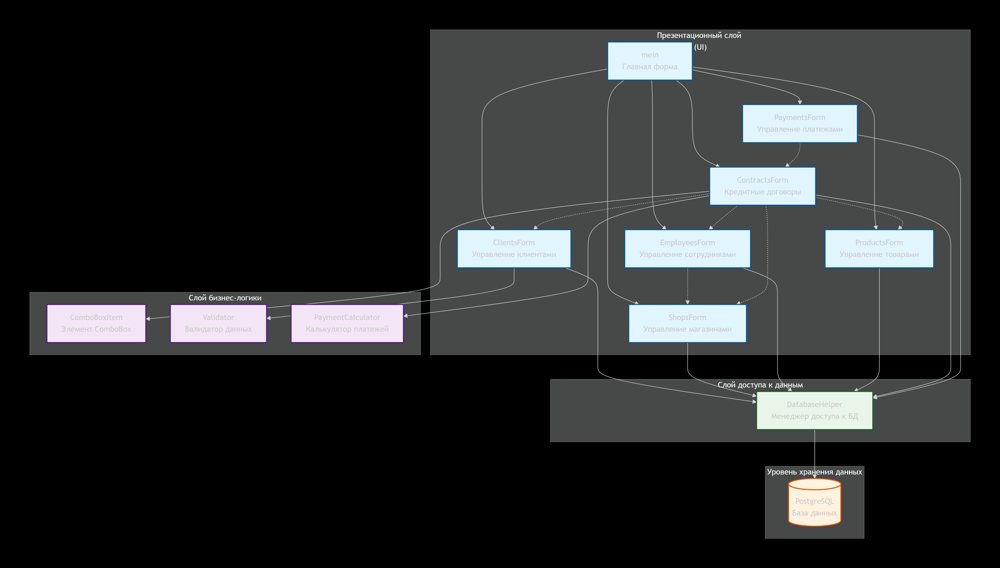 Презентационный слой
(UI)
mein
Главная форма
PaymentsForm
Управление платежами
ContractsForm
Кредитные договоры
ClientsForm
Управление клиентами
EmployeesForm
Управление сотрудниками
ProductsForm
Управление товарами
Слой бизнес-логики
ComboBoxItem
Элемент ComboBox
Validator
Валидатор данных
PaymentCalculator
Калькулятор платежей
ShopsForm
Управление магазинами
Слой доступа к данным
DatabaseHelper
Менеджер доступа к БД
Уровень хранения данных
PostgreSQL
База данных